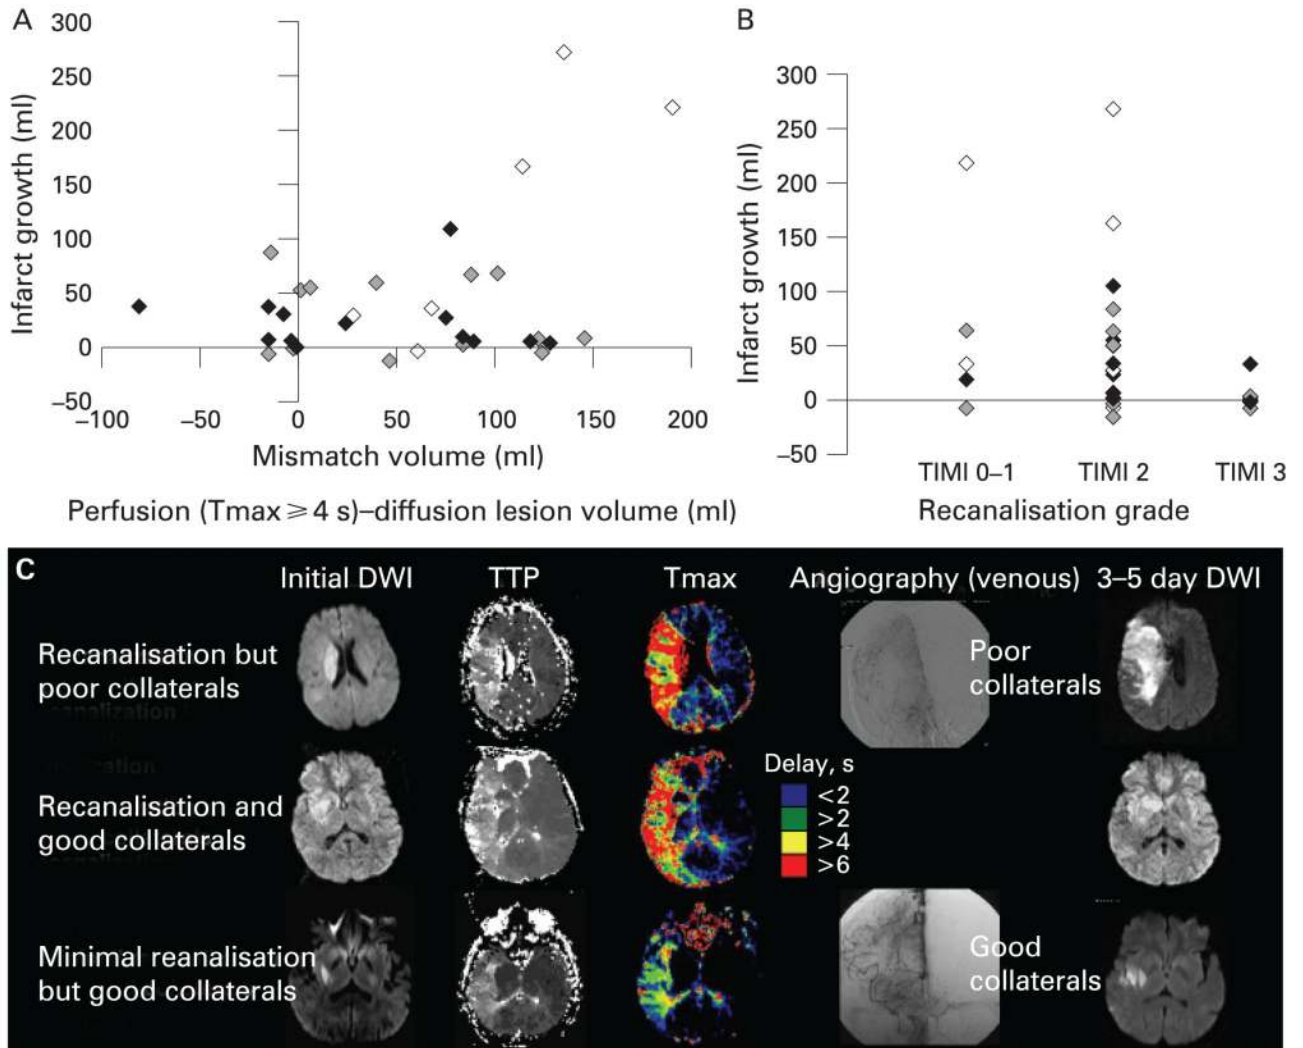 A
300
250
200
150
100
50
0
−50
Infarct growth (ml)
−100
−50
0
50
100
150
200
Mismatch volume (ml)
Perfusion (Tmax ⩾ 4 s)–diffusion lesion volume (ml)
B
300
250
200
150
100
50
0
−50
Infarct growth (ml)
TIMI 0–1
TIMI 2
TIMI 3
Recanalisation grade
C
Initial DWI
TTP
Tmax
Angiography (venous)
3–5 day DWI
Recanalisation but
poor collaterals
Poor
collaterals
Recanalisation and
good collaterals
Delay, s
<2
>2
>4
>6
Minimal reanalisation
but good collaterals
Good
collaterals